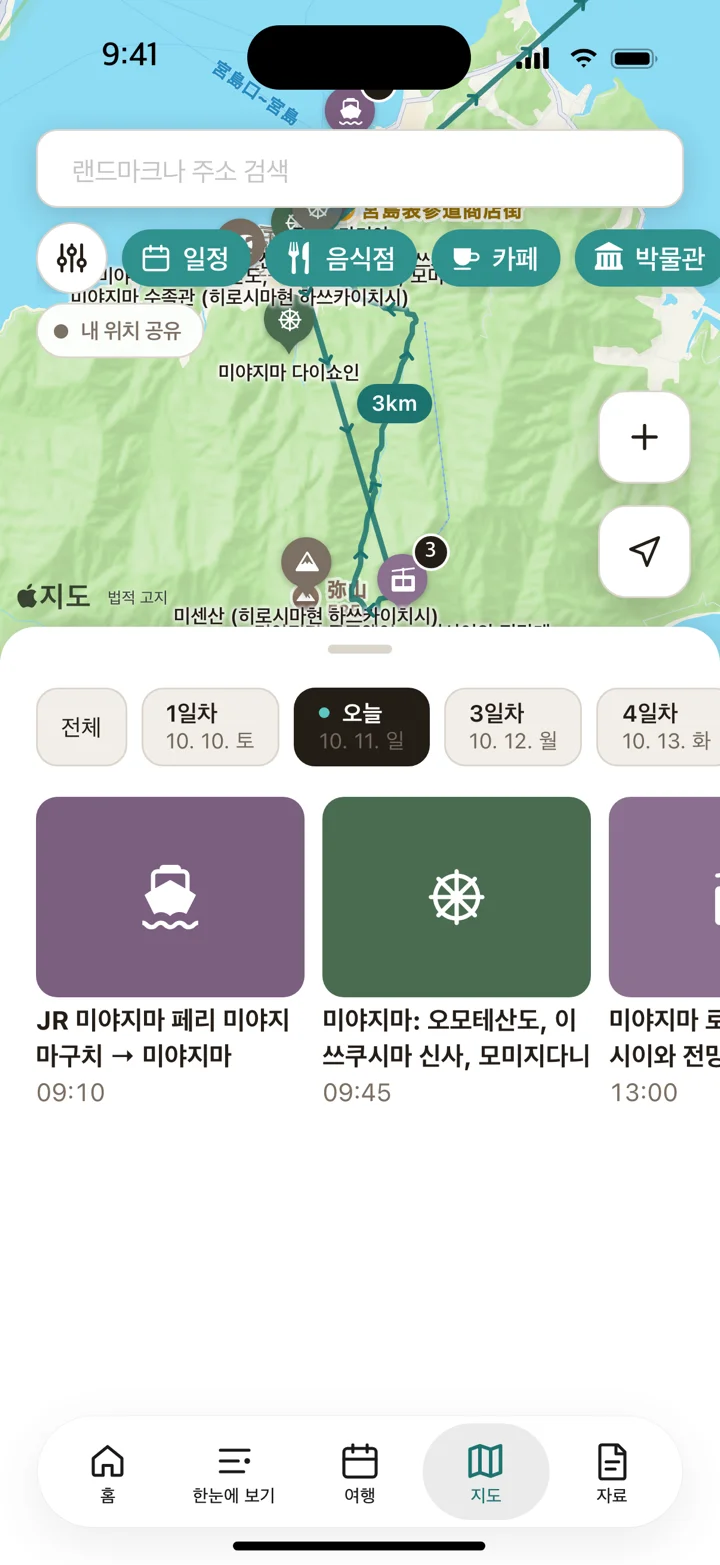 9:41
宮島口~宮島
랜드마크나 주소 검색
宮島表参道商店街
일정
음식점
카페
박물관
미야지마 수족관 (히로시마현 하쓰카이치시)
내 위치 공유
미야지마 다이쇼인
3km
3
弥山
지도
법적 고지
미센산 (히로시마현 하쓰카이치시)
전체
1일차
10. 10. 토
오늘
10. 11. 일
3일차
10. 12. 월
4일차
10. 13. 화
JR 미야지마 페리 미야지
마구치 → 미야지마
09:10
미야지마: 오모테산도, 이
쓰쿠시마 신사, 모미지다니
09:45
미야지마 로
시이와 전망
13:00
홈
한눈에 보기
여행
지도
자료